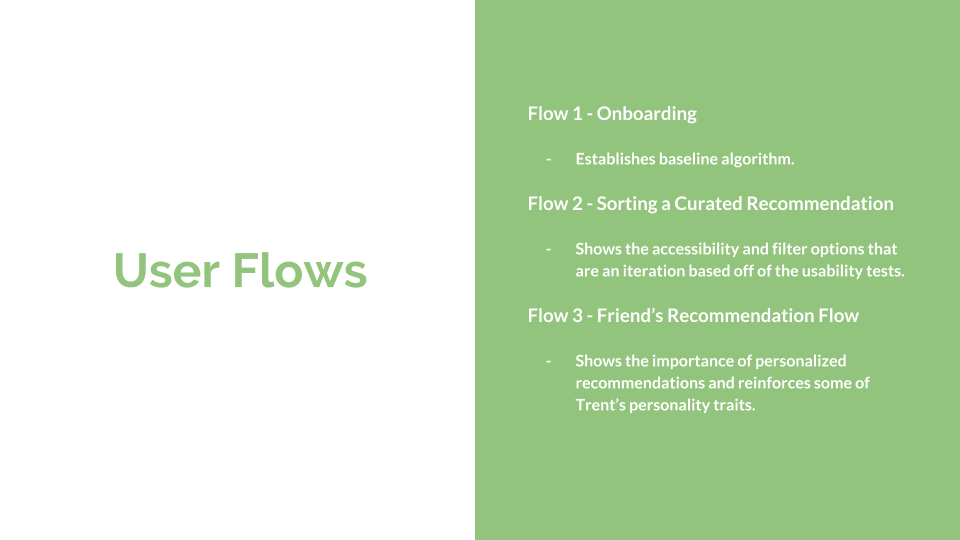 User Flows
Flow 1 - Onboarding
- Establishes baseline algorithm.
Flow 2 - Sorting a Curated Recommendation
- Shows the accessibility and filter options that
are an iteration based off of the usability tests.
Flow 3 - Friend’s Recommendation Flow
- Shows the importance of personalized
recommendations and reinforces some of
Trent’s personality traits.